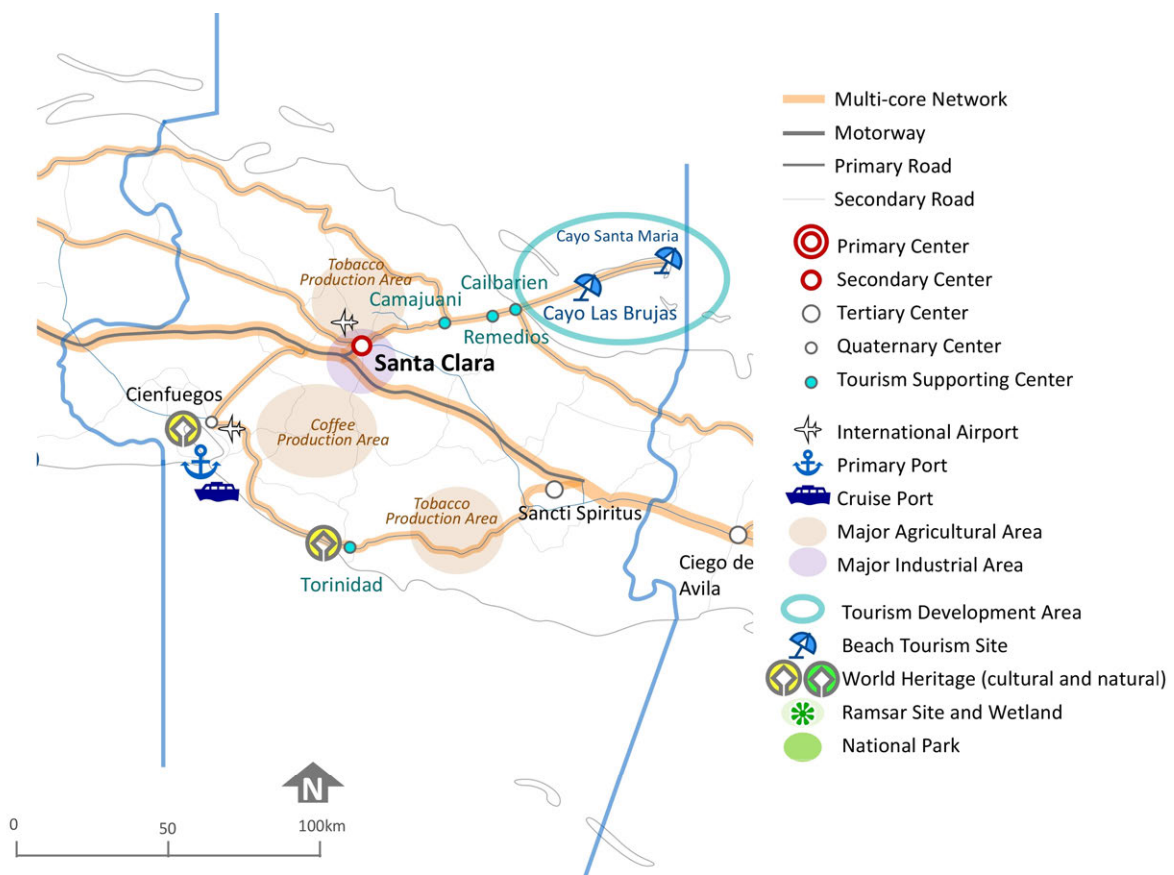 Cayo Santa Maria
Tobacco
Production Area
Cailbarien
Camajuani
Cayo Las Brujas
Remedios
Santa Clara
Cienfuegos
Coffee
Production Area
Tobacco
Production Area
Sancti Spiritus
Ciego de
Avila
Torinidad
N
0
50
100km
Multi-core Network
Motorway
Primary Road
Secondary Road
Primary Center
Secondary Center
Tertiary Center
Quaternary Center
Tourism Supporting Center
International Airport
Primary Port
Cruise Port
Major Agricultural Area
Major Industrial Area
Tourism Development Area
Beach Tourism Site
World Heritage (cultural and natural)
Ramsar Site and Wetland
National Park